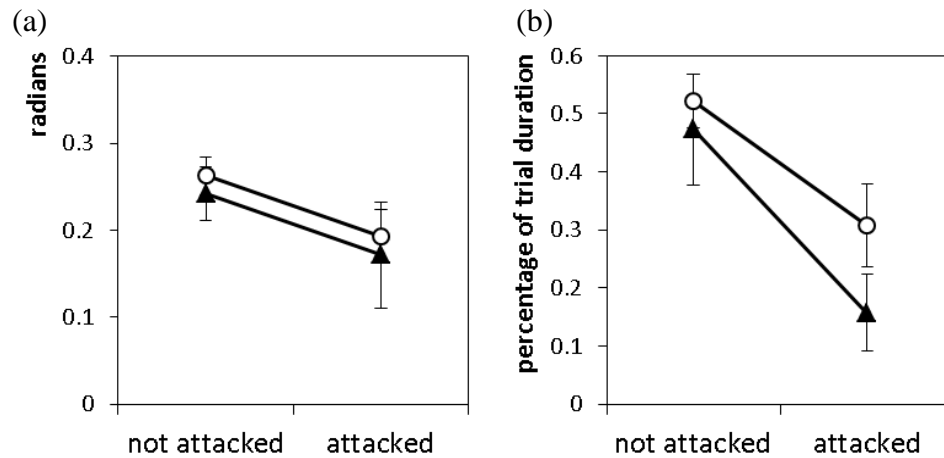 (a)
radians
0.4
0.3
0.2
0.1
0
not attacked
attacked
(b)
percentage of trial duration
0.6
0.5
0.4
0.3
0.2
0.1
0
not attacked
attacked